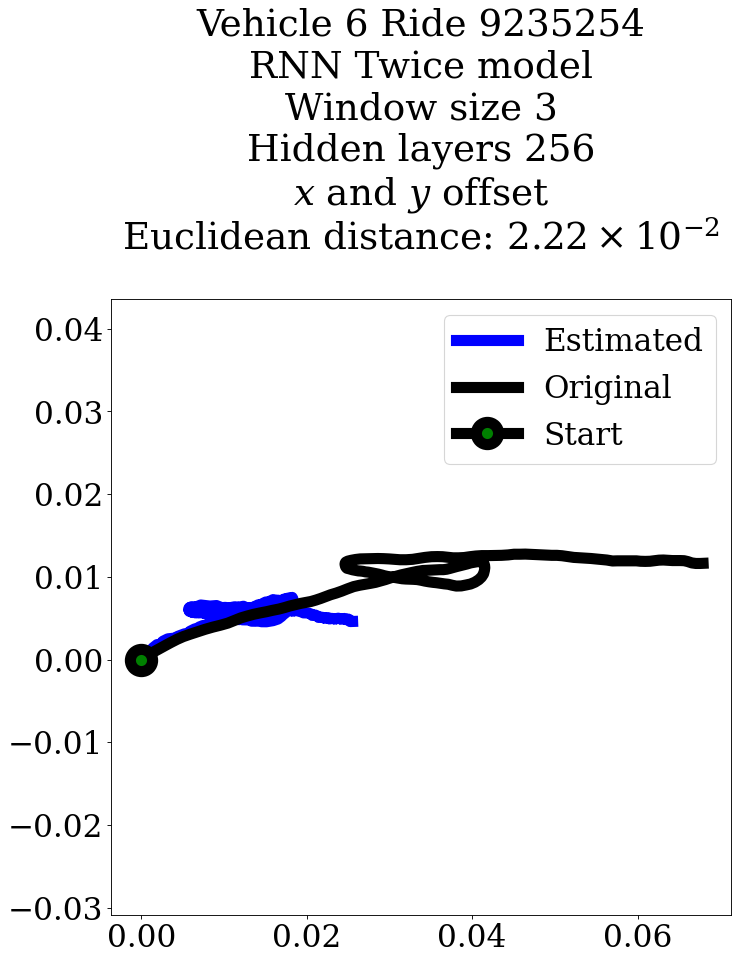 Vehicle 6 Ride 9235254
RNN Twice model
Window size 3
Hidden layers 256
x and y offset
Euclidean distance: 2.22 × 10⁻²
Estimated
Original
Start
0.04
0.03
0.02
0.01
0.00
−0.01
−0.02
−0.03
0.00 0.02 0.04 0.06